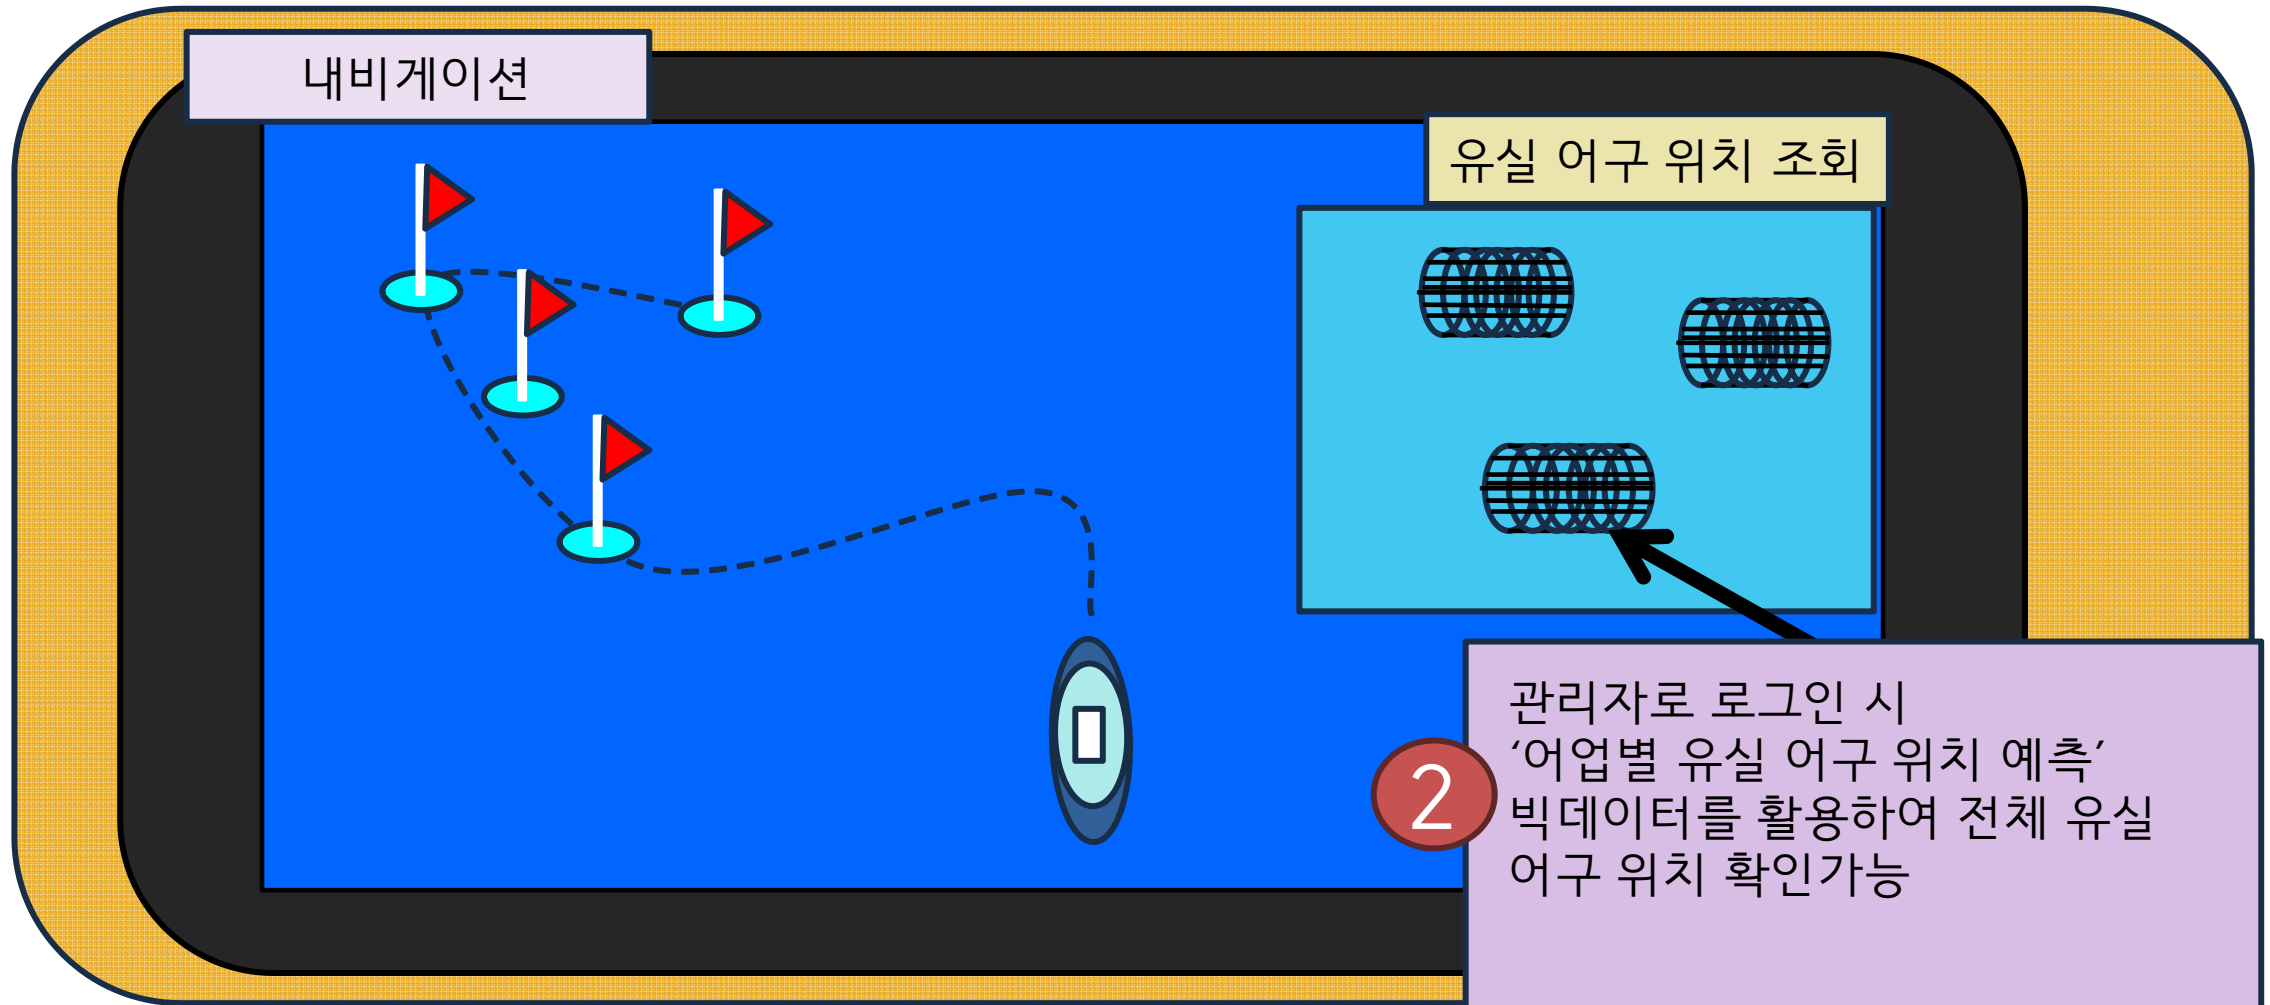 내비게이션
유실 어구 위치 조회
관리자로 로그인 시
‘어업별 유실 어구 위치 예측’
2
빅데이터를 활용하여 전체 유실
어구 위치 확인가능